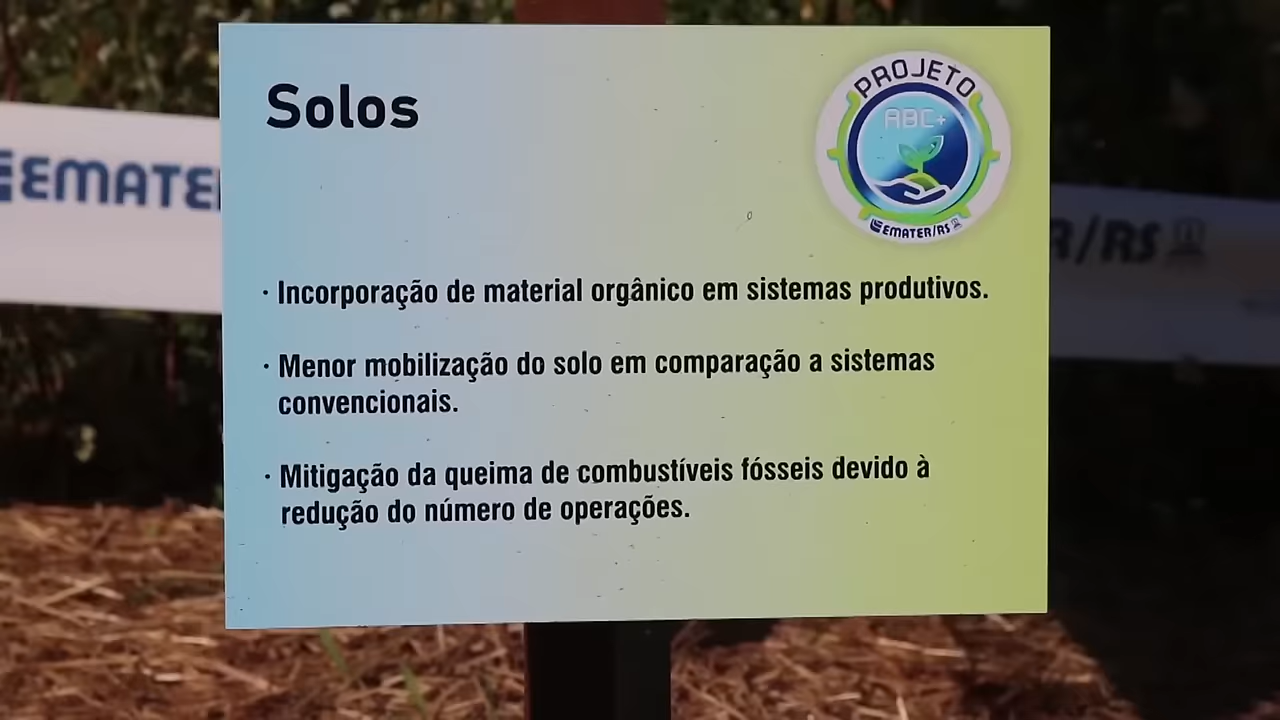 Solos
PROJETO
ABC+
EMATER/RS
EMATE
R/RS
· Incorporação de material orgânico em sistemas produtivos.
· Menor mobilização do solo em comparação a sistemas
convencionais.
· Mitigação da queima de combustíveis fósseis devido à
redução do número de operações.